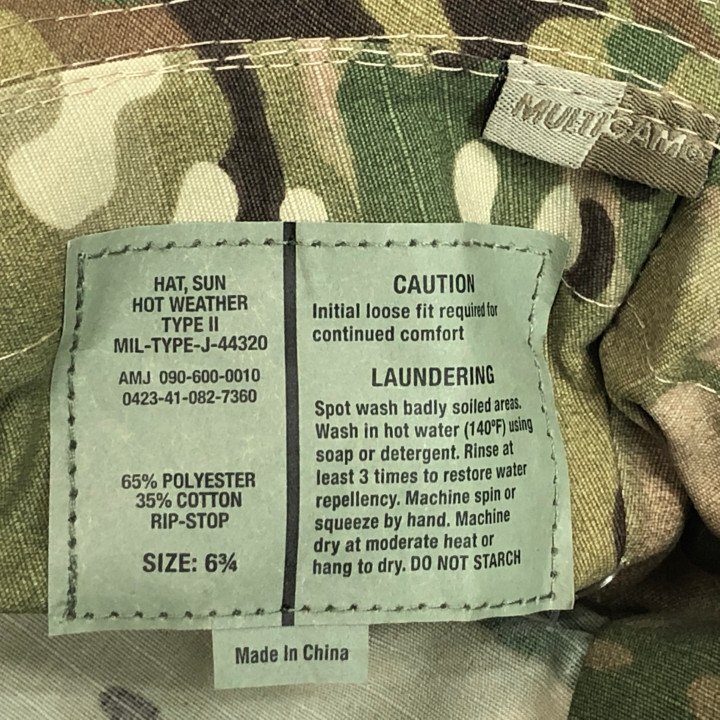 MULTICAM®
HAT, SUN
HOT WEATHER
TYPE II
MIL-TYPE-J-44320
AMJ 090-600-0010
0423-41-082-7360
65% POLYESTER
35% COTTON
RIP-STOP
SIZE: 6¾
CAUTION
Initial loose fit required for
continued comfort
LAUNDERING
Spot wash badly soiled areas.
Wash in hot water (140ºF) using
soap or detergent. Rinse at
least 3 times to restore water
repellency. Machine spin or
squeeze by hand. Machine
dry at moderate heat or
hang to dry. DO NOT STARCH
Made In China